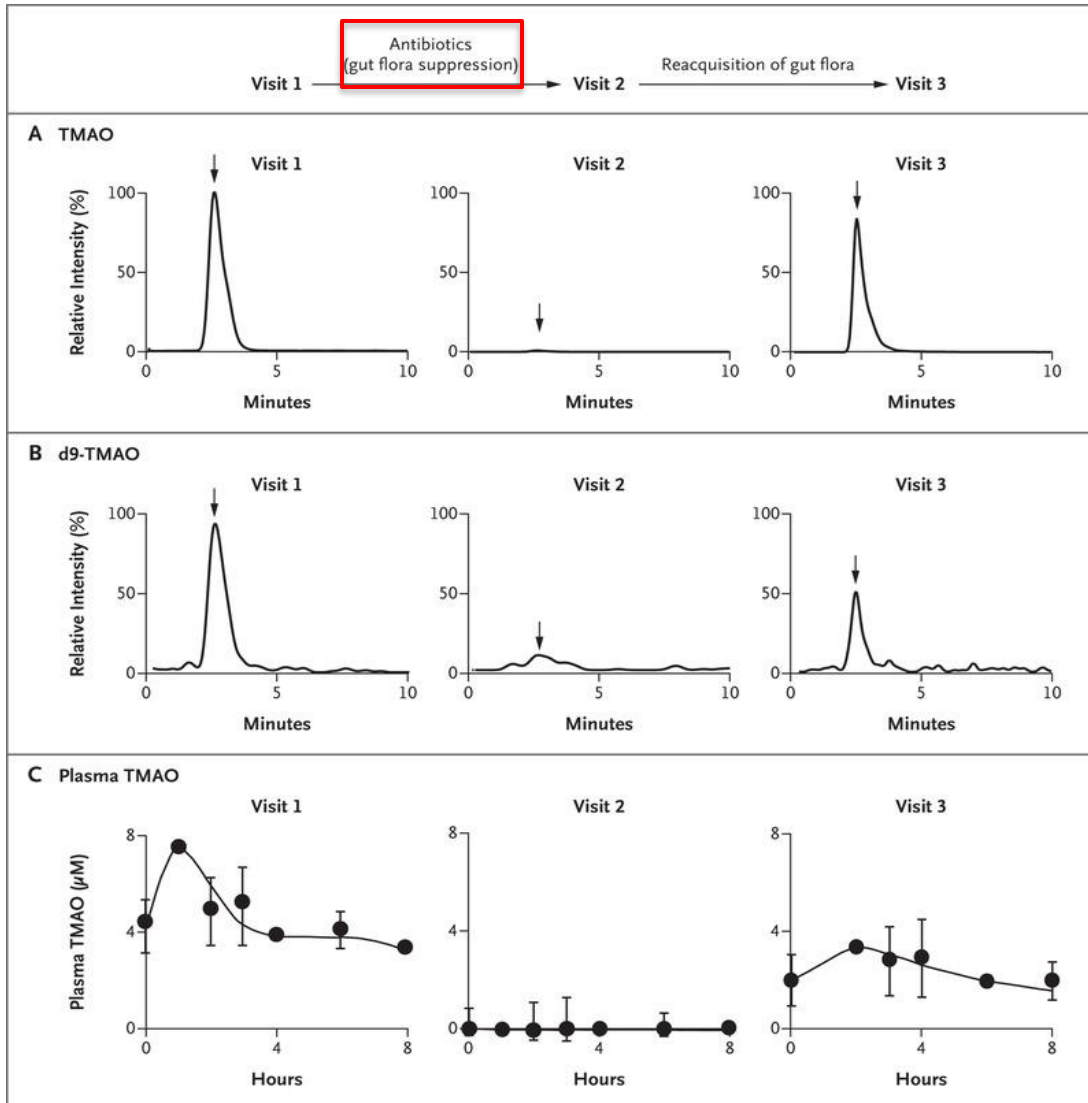 Antibiotics
(gut flora suppression)
Reacquisition of gut flora
Visit 1
Visit 2
Visit 3
A TMAO
Visit 1
Visit 2
Visit 3
Relative Intensity (%)
100
50
0
0
5
10
Minutes
100
50
0
0
5
10
Minutes
100
50
0
0
5
10
Minutes
B d9-TMAO
Visit 1
Visit 2
Visit 3
Relative Intensity (%)
100
50
0
0
5
10
Minutes
100
50
0
0
5
10
Minutes
100
50
0
0
5
10
Minutes
C Plasma TMAO
Visit 1
Visit 2
Visit 3
Plasma TMAO (µM)
8
4
0
0
4
8
Hours
8
4
0
0
4
8
Hours
8
4
0
0
4
8
Hours